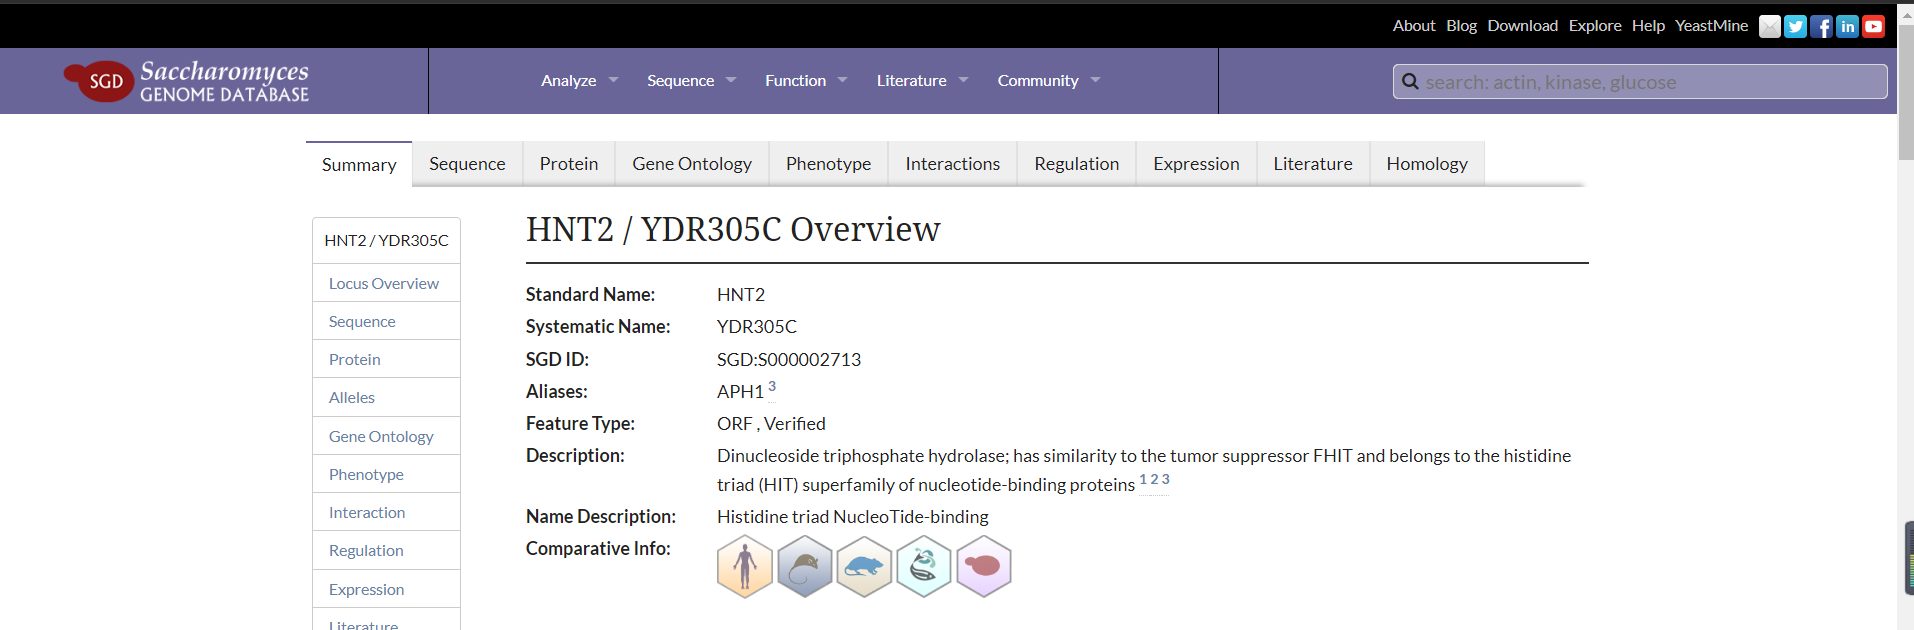 About Blog Download Explore Help YeastMine
SGD Saccharomyces
GENOME DATABASE
Analyze Sequence Function Literature Community
search: actin, kinase, glucose
Summary Sequence Protein Gene Ontology Phenotype Interactions Regulation Expression Literature Homology
HNT2 / YDR305C
Locus Overview
Sequence
Protein
Alleles
Gene Ontology
Phenotype
Interaction
Regulation
Expression
Literature
HNT2 / YDR305C Overview
Standard Name: HNT2
Systematic Name: YDR305C
SGD ID: SGD:S000002713
Aliases: APH1 3
Feature Type: ORF , Verified
Description: Dinucleoside triphosphate hydrolase; has similarity to the tumor suppressor FHIT and belongs to the histidine
triad (HIT) superfamily of nucleotide-binding proteins 1 2 3
Name Description: Histidine triad NucleoTide-binding
Comparative Info: